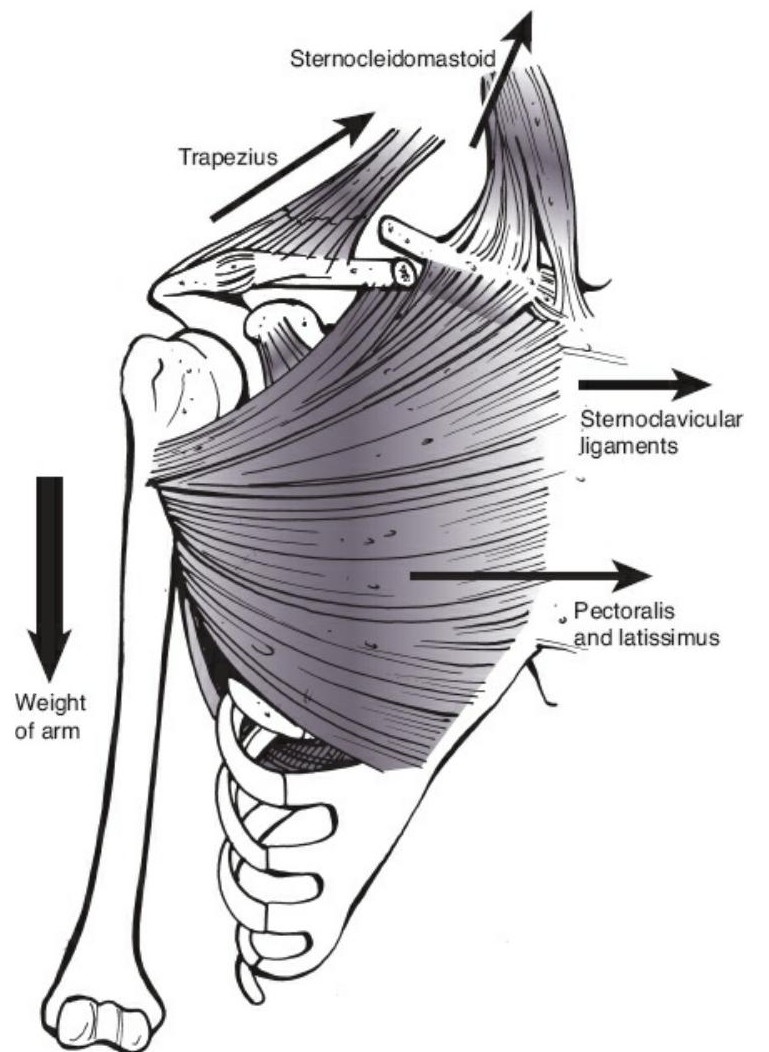 Sternocleidomastoid
Trapezius
Sternoclavicular
ligaments
Pectoralis
and latissimus
Weight
of arm